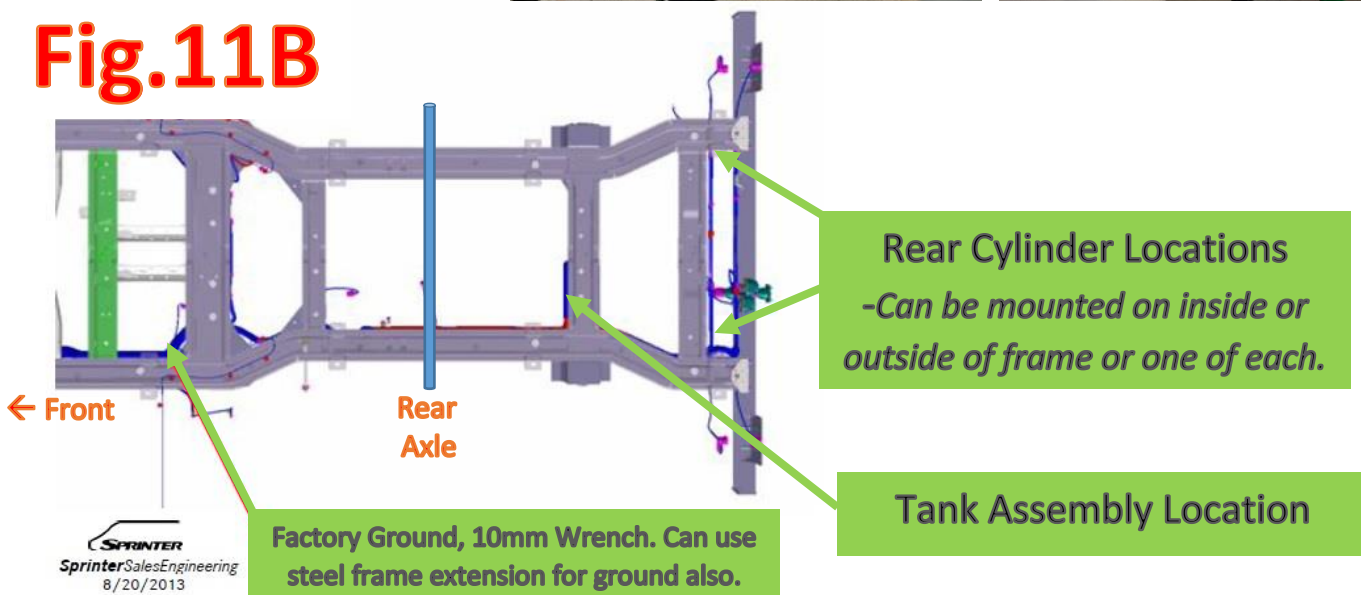 Fig.11B
Rear Cylinder Locations
-Can be mounted on inside or
outside of frame or one of each.
← Front
Rear
Axle
Tank Assembly Location
Factory Ground, 10mm Wrench. Can use
steel frame extension for ground also.
SPRINTER
SprinterSalesEngineering
8/20/2013